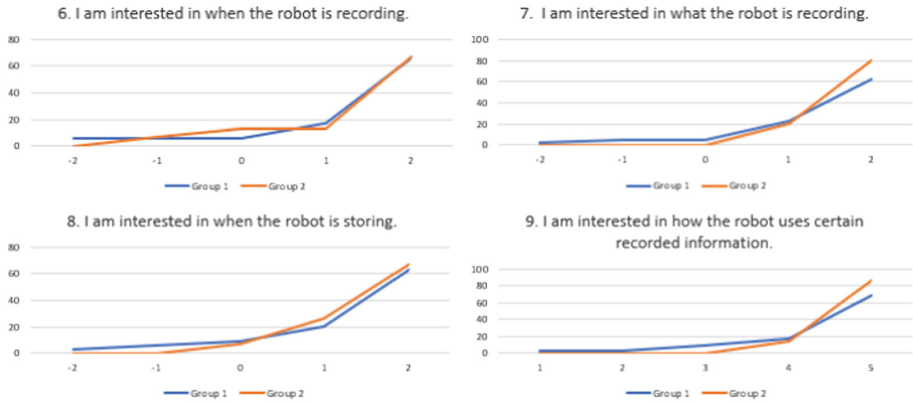 6. I am interested in when the robot is recording.
80
60
40
20
0
-2 -1 0 1 2
Group 1 Group 2
7. I am interested in what the robot is recording.
100
80
60
40
20
0
-2 -1 0 1 2
Group 1 Group 2
8. I am interested in when the robot is storing.
80
60
40
20
0
-2 -1 0 1 2
Group 1 Group 2
9. I am interested in how the robot uses certain
recorded information.
100
80
60
40
20
0
1 2 3 4 5
Group 1 Group 2